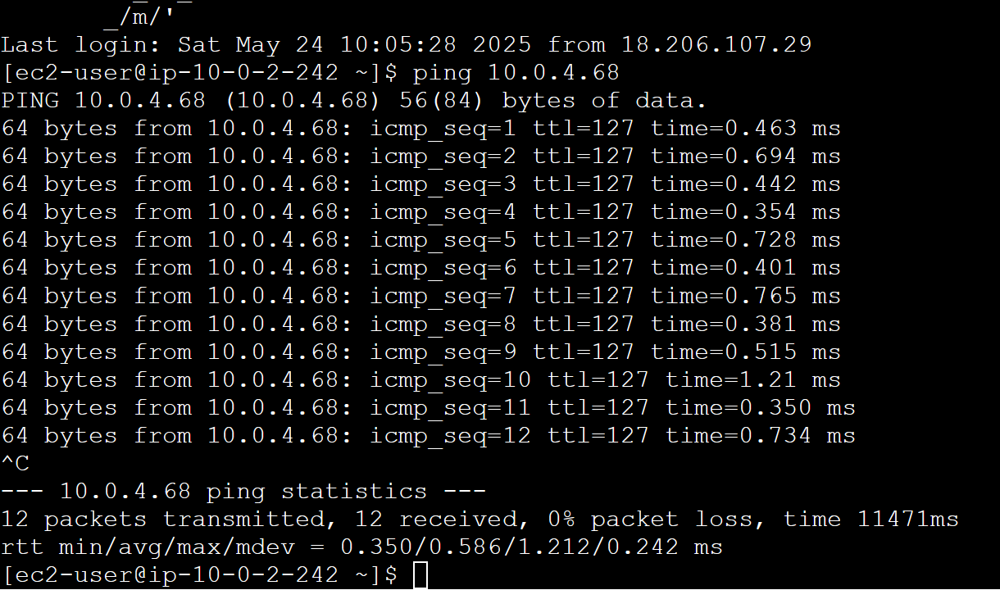 _/m/'
Last login: Sat May 24 10:05:28 2025 from 18.206.107.29
[ec2-user@ip-10-0-2-242 ~]$ ping 10.0.4.68
PING 10.0.4.68 (10.0.4.68) 56(84) bytes of data.
64 bytes from 10.0.4.68: icmp_seq=1 ttl=127 time=0.463 ms
64 bytes from 10.0.4.68: icmp_seq=2 ttl=127 time=0.694 ms
64 bytes from 10.0.4.68: icmp_seq=3 ttl=127 time=0.442 ms
64 bytes from 10.0.4.68: icmp_seq=4 ttl=127 time=0.354 ms
64 bytes from 10.0.4.68: icmp_seq=5 ttl=127 time=0.728 ms
64 bytes from 10.0.4.68: icmp_seq=6 ttl=127 time=0.401 ms
64 bytes from 10.0.4.68: icmp_seq=7 ttl=127 time=0.765 ms
64 bytes from 10.0.4.68: icmp_seq=8 ttl=127 time=0.381 ms
64 bytes from 10.0.4.68: icmp_seq=9 ttl=127 time=0.515 ms
64 bytes from 10.0.4.68: icmp_seq=10 ttl=127 time=1.21 ms
64 bytes from 10.0.4.68: icmp_seq=11 ttl=127 time=0.350 ms
64 bytes from 10.0.4.68: icmp_seq=12 ttl=127 time=0.734 ms
^C
--- 10.0.4.68 ping statistics ---
12 packets transmitted, 12 received, 0% packet loss, time 11471ms
rtt min/avg/max/mdev = 0.350/0.586/1.212/0.242 ms
[ec2-user@ip-10-0-2-242 ~]$